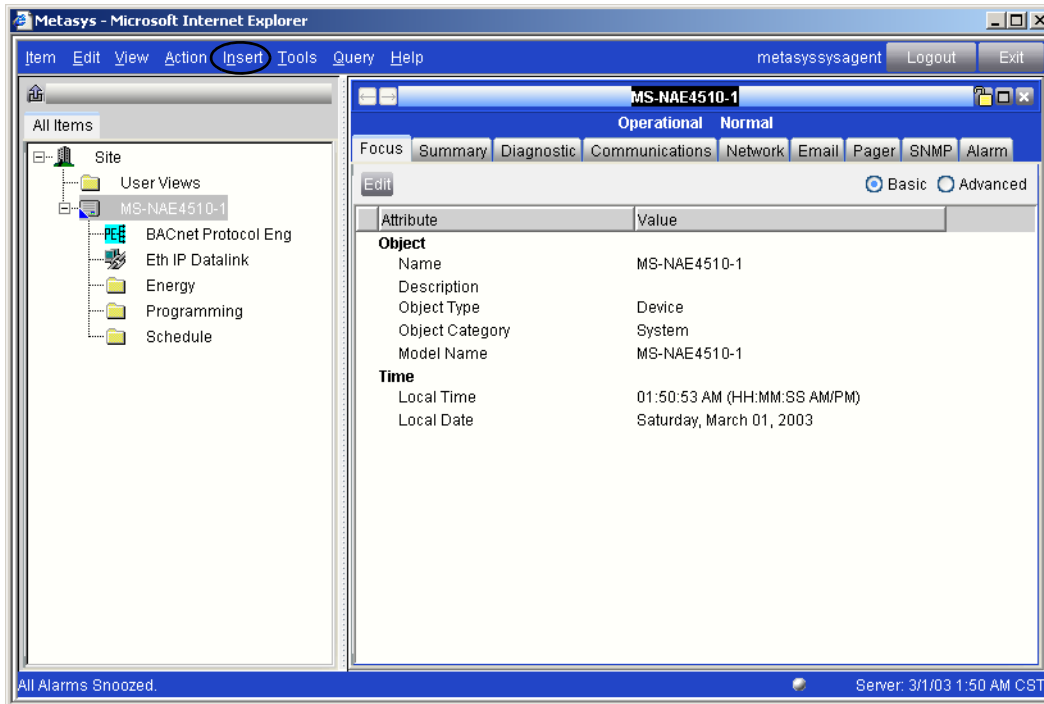 Metasys - Microsoft Internet Explorer
Item Edit View Action Insert Tools Query Help metasyssysagent Logout Exit
All Items
Site
User Views
MS-NAE4510-1
BACnet Protocol Eng
Eth IP Datalink
Energy
Programming
Schedule
MS-NAE4510-1
Operational Normal
Focus Summary Diagnostic Communications Network Email Pager SNMP Alarm
Edit Basic Advanced
Attribute Value
Object
Name MS-NAE4510-1
Description
Object Type Device
Object Category System
Model Name MS-NAE4510-1
Time
Local Time 01:50:53 AM (HH:MM:SS AM/PM)
Local Date Saturday, March 01, 2003
All Alarms Snoozed. Server: 3/1/03 1:50 AM CST